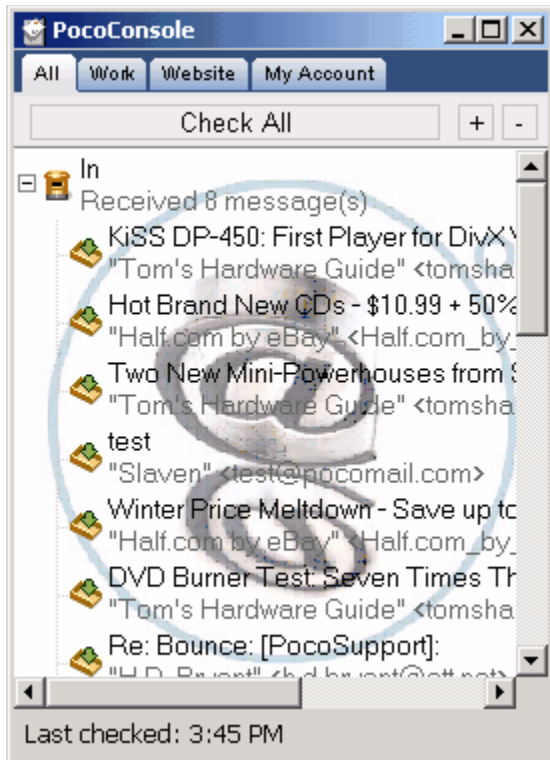 PocoConsole
All Work Website My Account
Check All + -
In
Received 8 message(s)
KiSS DP-450: First Player for DivX
"Tom's Hardware Guide" <tomsha
Hot Brand New CDs - $10.99 + 50%
"Half.com by eBay" <Half.com_by_
Two New Mini-Powerhouses from S
"Tom's Hardware Guide" <tomsha
test
"Slaven" <test@pocomail.com>
Winter Price Meltdown - Save up to
"Half.com by eBay" <Half.com_by_
DVD Burner Test: Seven Times Th
"Tom's Hardware Guide" <tomsha
Re: Bounce: [PocoSupport]:
"H.D. Bryant" <h.d.bryant@att.net>
Last checked: 3:45 PM